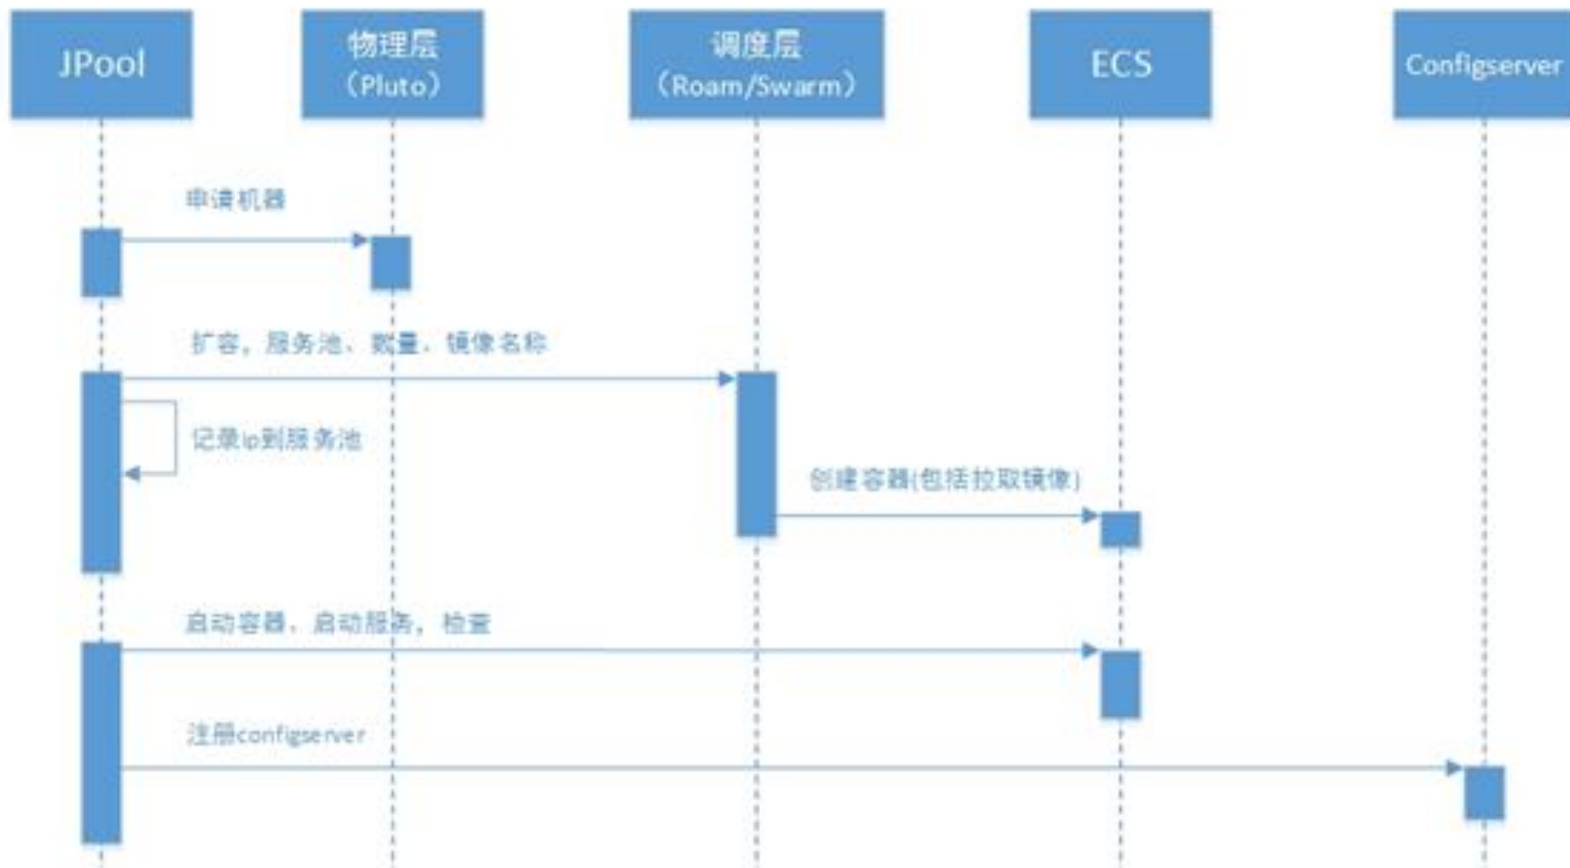 JPool
物理层
（Pluto）
调度层
（Roam/Swarm）
ECS
Configserver
申请机器
扩容，服务池、数量、镜像名称
记录ip到服务池
创建容器(包括拉取镜像)
启动容器、启动服务，检查
注册configserver